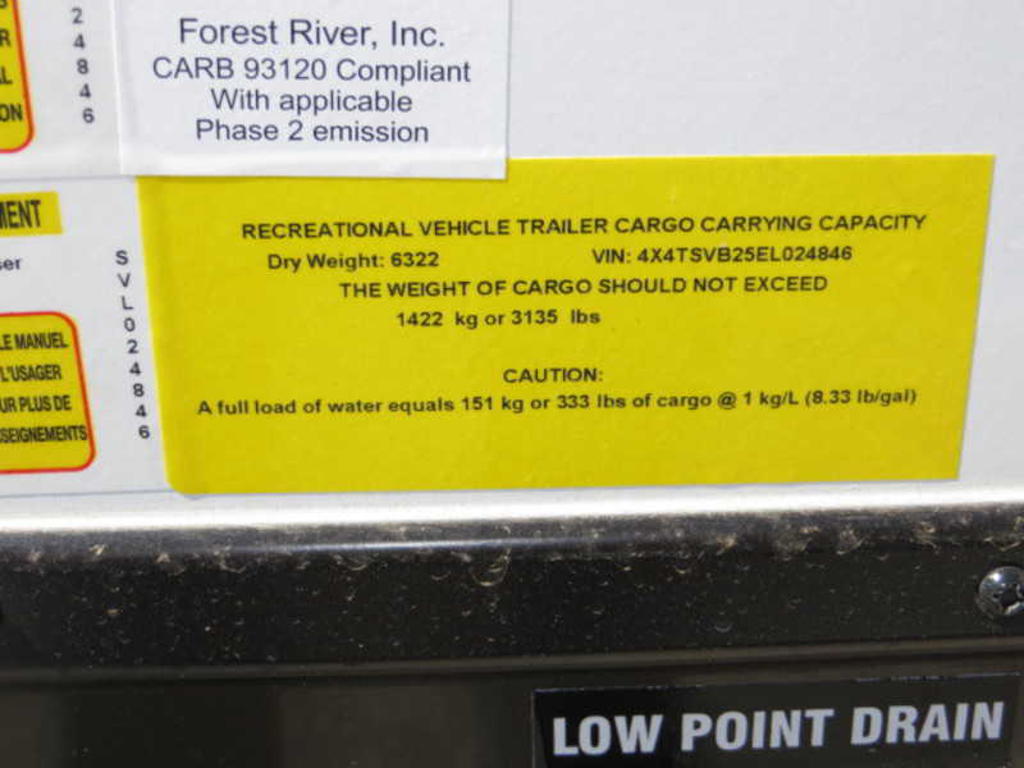 R
L
ON
2
4
8
4
6
Forest River, Inc.
CARB 93120 Compliant
With applicable
Phase 2 emission
MENT
ser
LE MANUEL
L'USAGER
UR PLUS DE
SEIGNEMENTS
S
V
L
0
2
4
8
4
6
RECREATIONAL VEHICLE TRAILER CARGO CARRYING CAPACITY
Dry Weight: 6322 VIN: 4X4TSVB25EL024846
THE WEIGHT OF CARGO SHOULD NOT EXCEED
1422 kg or 3135 lbs
CAUTION:
A full load of water equals 151 kg or 333 lbs of cargo @ 1 kg/L (8.33 lb/gal)
LOW POINT DRAIN